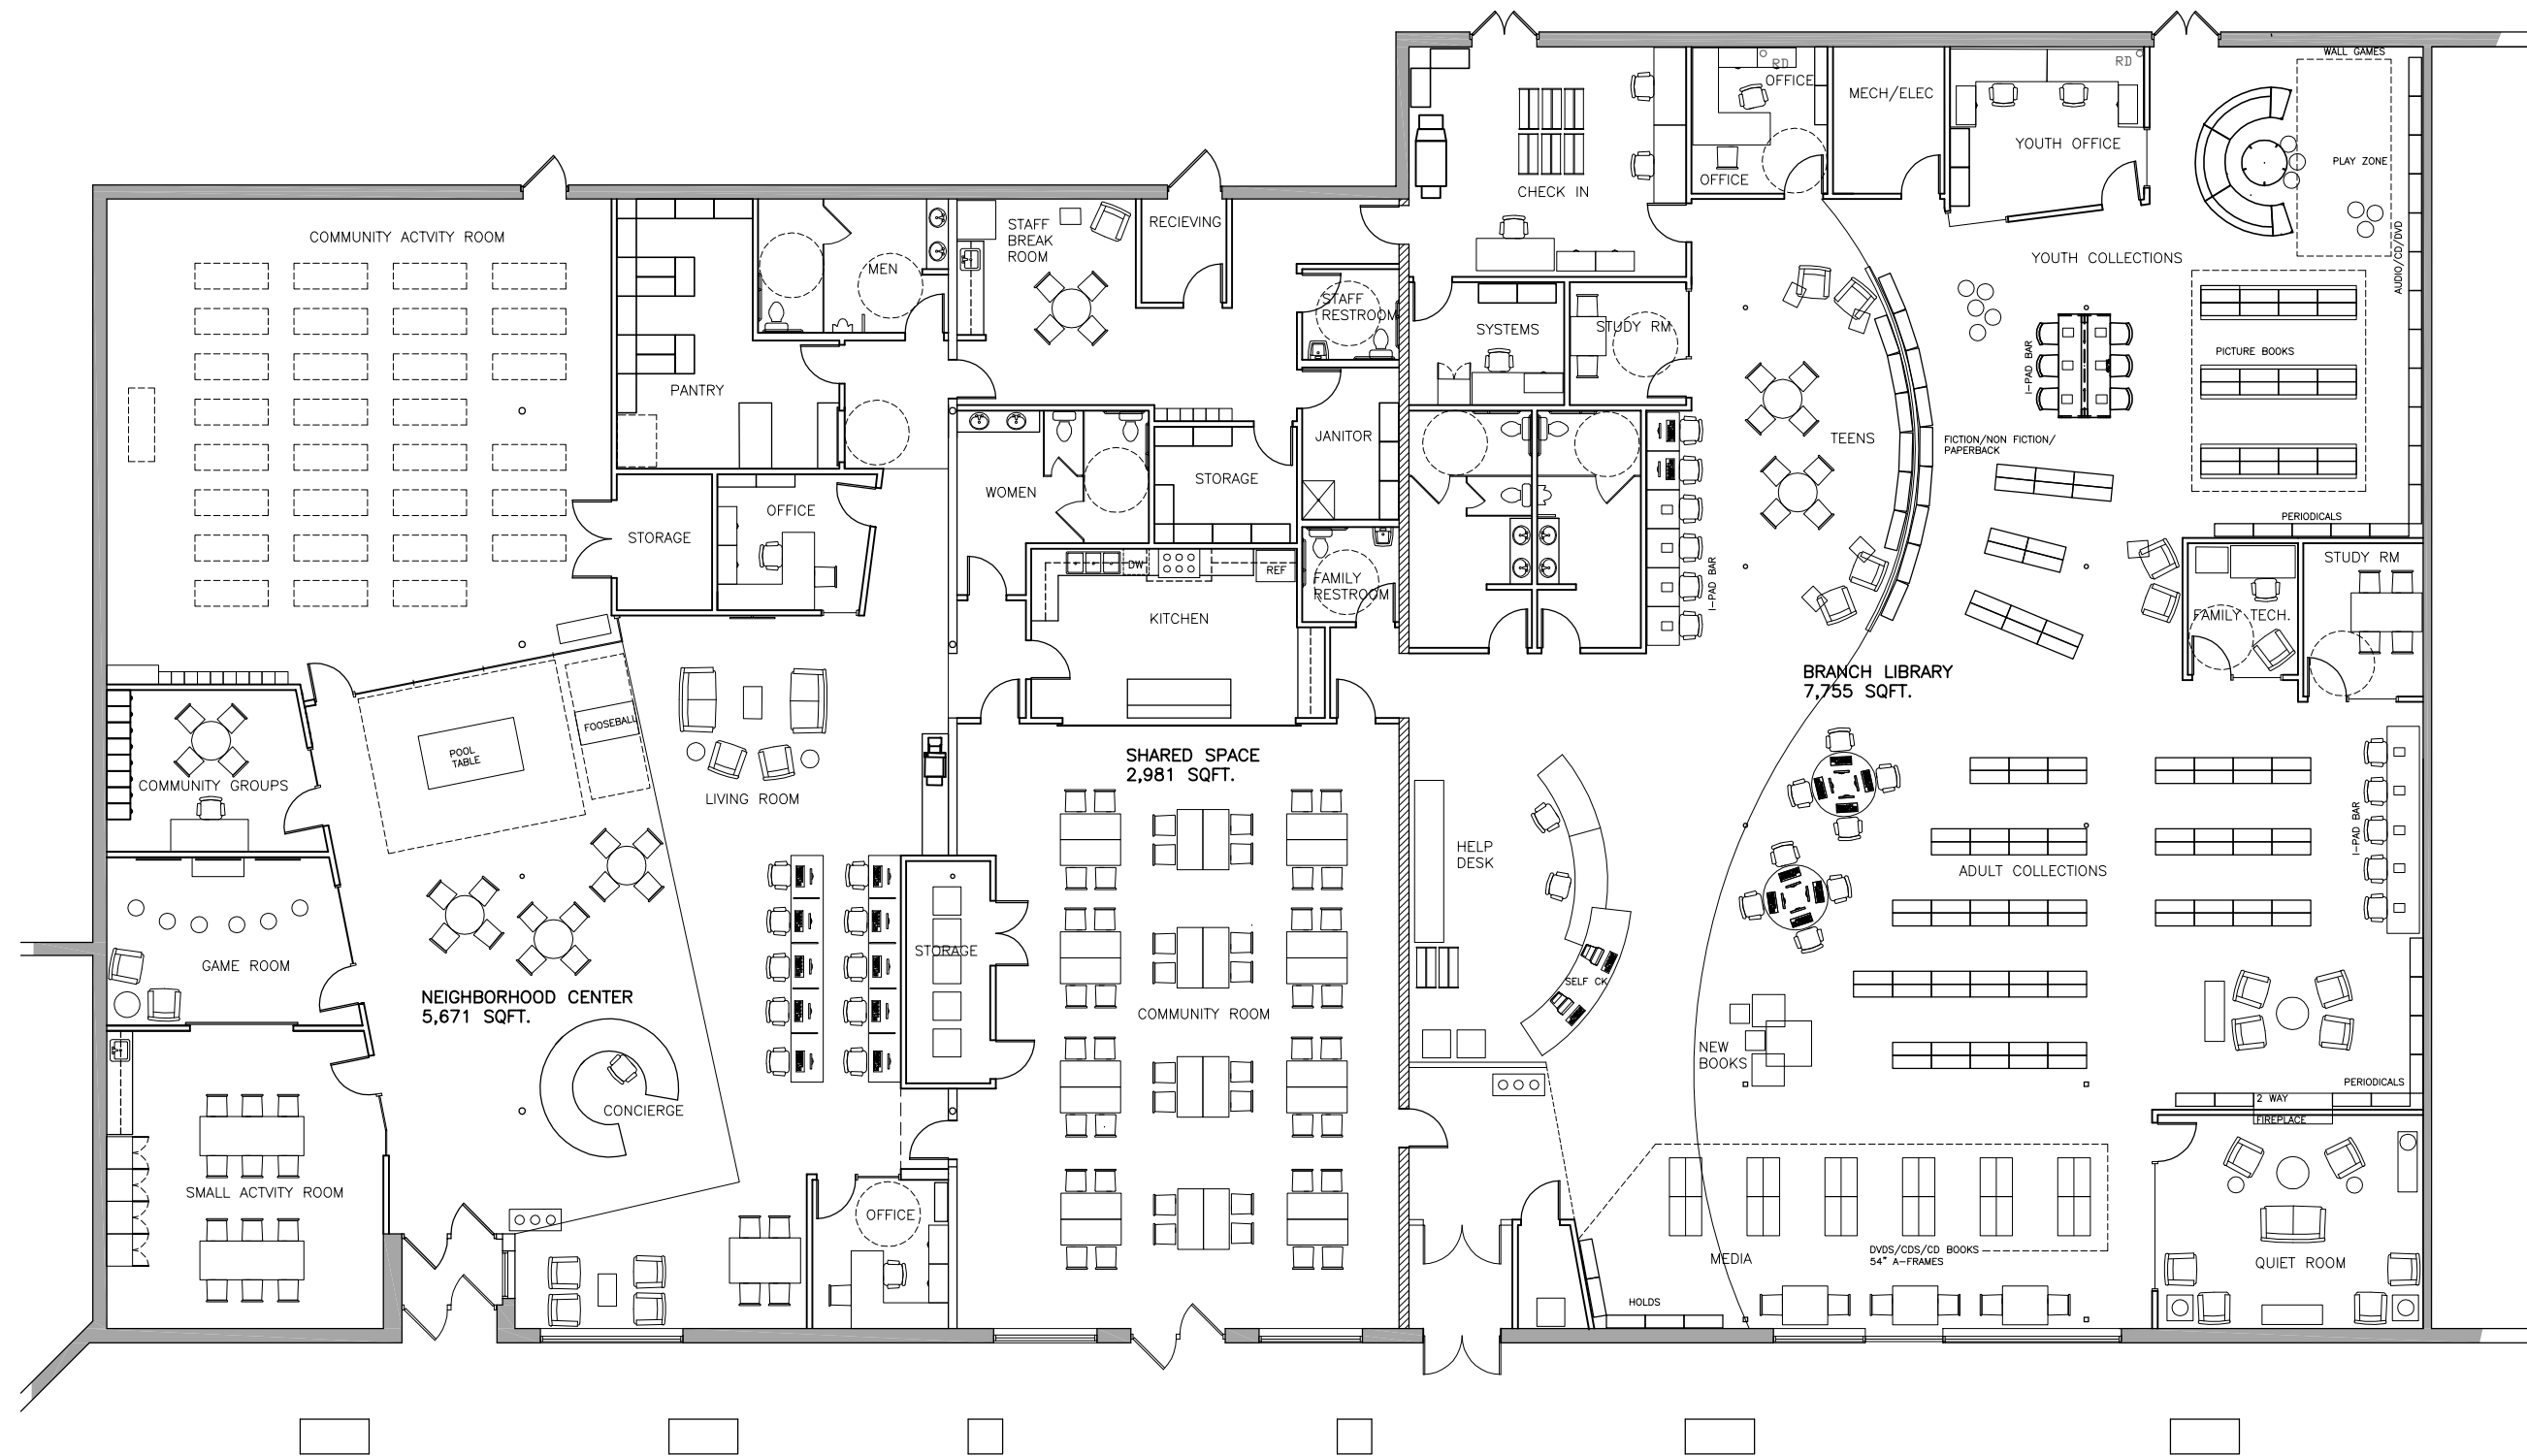 WALL GAMES
RD
OFFICE
RD
MECH/ELEC
YOUTH OFFICE
PLAY ZONE
OFFICE
CHECK IN
RECIEVING
STAFF
BREAK
ROOM
COMMUNITY ACTVITY ROOM
MEN
YOUTH COLLECTIONS
AUDIO/CD/DVD
STAFF
RESTROOM
SYSTEMS
STUDY RM
PICTURE BOOKS
I-PAD BAR
PANTRY
JANITOR
TEENS
FICTION/NON FICTION/
PAPERBACK
WOMEN
STORAGE
OFFICE
PERIODICALS
STORAGE
STUDY RM
DW
REF
FAMILY
RESTROOM
I-PAD BAR
FAMILY TECH.
KITCHEN
BRANCH LIBRARY
7,755 SQFT.
FOOSEBALL
POOL
TABLE
SHARED SPACE
2,981 SQFT.
COMMUNITY GROUPS
LIVING ROOM
I-PAD BAR
HELP
DESK
ADULT COLLECTIONS
STORAGE
GAME ROOM
SELF CK
NEIGHBORHOOD CENTER
5,671 SQFT.
COMMUNITY ROOM
NEW
BOOKS
PERIODICALS
2 WAY
FIREPLACE
CONCIERGE
SMALL ACTVITY ROOM
OFFICE
DVDS/CDS/CD BOOKS
54" A-FRAMES
MEDIA
QUIET ROOM
HOLDS